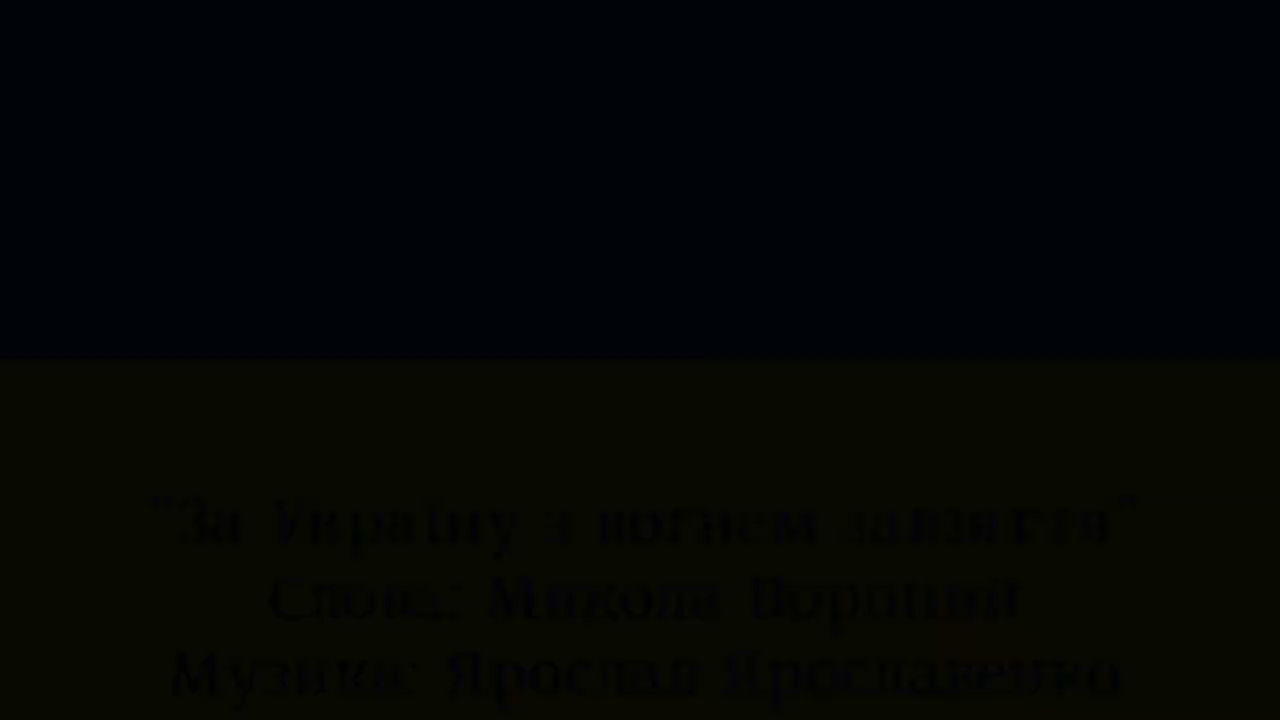 "За Україну з вогнем завзяття"
Слова: Микола Вороний
Музика: Ярослав Ярославенко